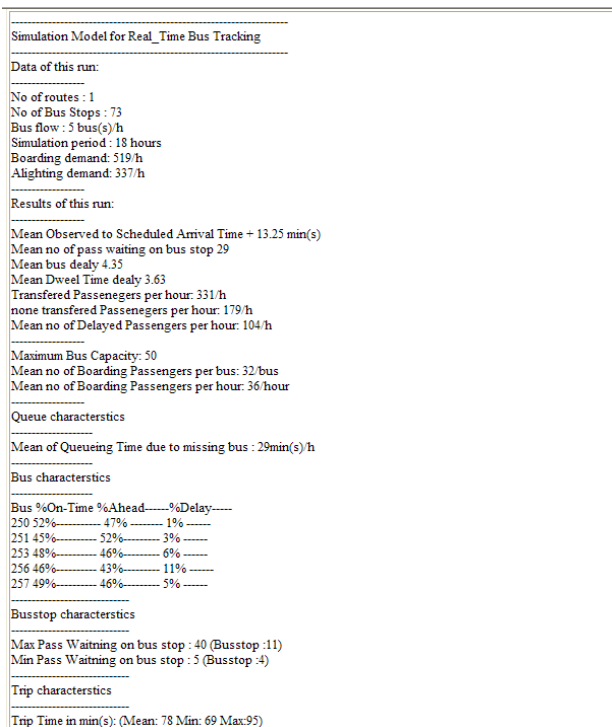 --------------------------------------------------------------------
Simulation Model for Real_Time Bus Tracking
--------------------------------------------------------------------
Data of this run:
------------------
No of routes : 1
No of Bus Stops : 73
Bus flow : 5 bus(s)/h
Simulation period : 18 hours
Boarding demand: 519/h
Alighting demand: 337/h
------------------
Results of this run:
------------------
Mean Observed to Scheduled Arrival Time + 13.25 min(s)
Mean no of pass waiting on bus stop 29
Mean bus dealy 4.35
Mean Dweel Time dealy 3.63
Transfered Passenegers per hour: 331/h
none transfered Passenegers per hour: 179/h
Mean no of Delayed Passengers per hour: 104/h
------------------
Maximum Bus Capacity: 50
Mean no of Boarding Passengers per bus: 32/bus
Mean no of Boarding Passengers per hour: 36/hour
------------------
Queue characterstics
--------------------
Mean of Queueing Time due to missing bus : 29min(s)/h
--------------------
Bus characterstics
--------------------
Bus %On-Time %Ahead------%Delay-----
250 52%----------- 47% -------- 1% ------
251 45%---------- 52%--------- 3% ------
253 48%---------- 46%--------- 6% ------
256 46%---------- 43%--------- 11% ------
257 49%---------- 46%--------- 5% ------
-----------------------------
Busstop characterstics
-----------------------------
Max Pass Waitning on bus stop : 40 (Busstop :11)
Min Pass Waitning on bus stop : 5 (Busstop :4)
-----------------------------
Trip characterstics
-----------------------------
Trip Time in min(s): (Mean: 78 Min: 69 Max:95)